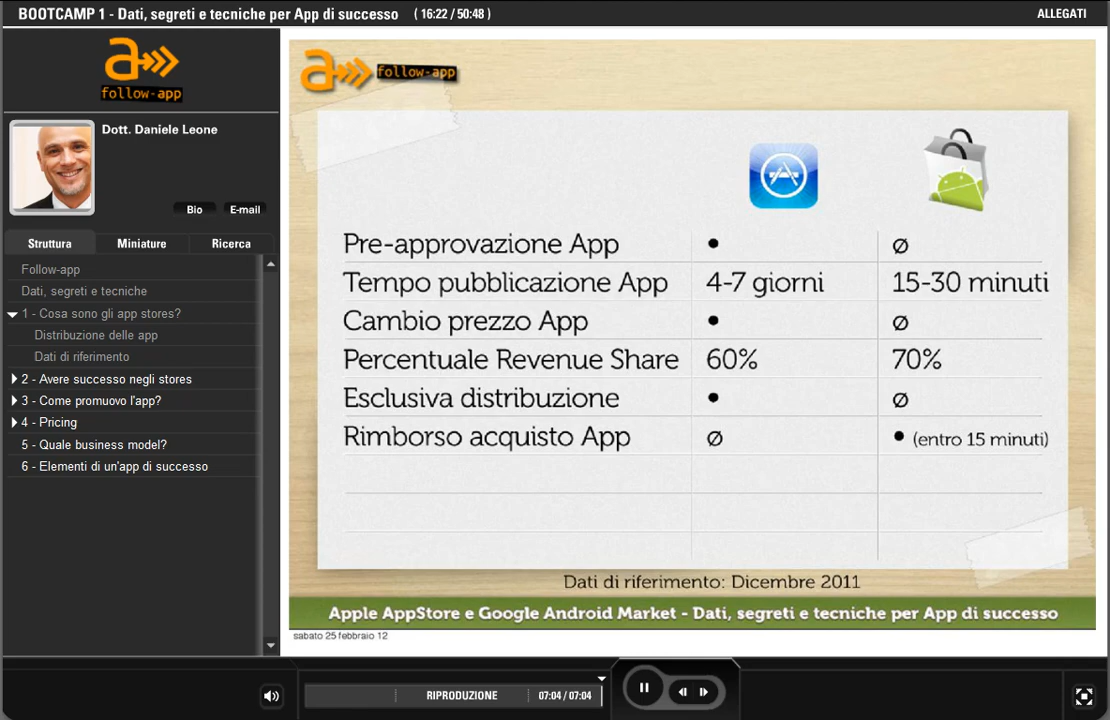 BOOTCAMP 1 - Dati, segreti e tecniche per App di successo ( 16:22 / 50:48 )
ALLEGATI
follow-app
Dott. Daniele Leone
Bio
E-mail
Struttura
Miniature
Ricerca
Follow-app
Dati, segreti e tecniche
1 - Cosa sono gli app stores?
Distribuzione delle app
Dati di riferimento
2 - Avere successo negli stores
3 - Come promuovo l'app?
4 - Pricing
5 - Quale business model?
6 - Elementi di un'app di successo
follow-app
Pre-approvazione App • ø
Tempo pubblicazione App 4-7 giorni 15-30 minuti
Cambio prezzo App • ø
Percentuale Revenue Share 60% 70%
Esclusiva distribuzione • ø
Rimborso acquisto App ø • (entro 15 minuti)
Dati di riferimento: Dicembre 2011
Apple AppStore e Google Android Market - Dati, segreti e tecniche per App di successo
sabato 25 febbraio 12
RIPRODUZIONE
07:04 / 07:04